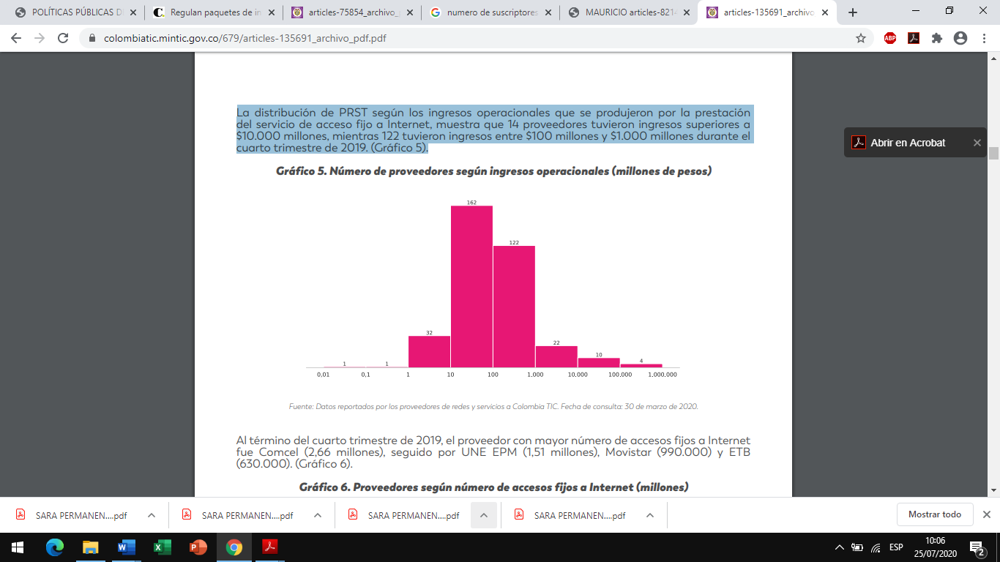 POLÍTICAS PÚBLICAS D
Regulan paquetes de in
articles-75854_archivo_
numero de suscriptores
MAURICIO articles-821
articles-135691_archivo
colombiatic.mintic.gov.co/679/articles-135691_archivo_pdf.pdf
ABP
La distribución de PRST según los ingresos operacionales que se produjeron por la prestación
del servicio de acceso fijo a Internet, muestra que 14 proveedores tuvieron ingresos superiores a
$10.000 millones, mientras 122 tuvieron ingresos entre $100 millones y $1.000 millones durante el
cuarto trimestre de 2019. (Gráfico 5).
Abrir en Acrobat
Gráfico 5. Número de proveedores según ingresos operacionales (millones de pesos)
162
122
32
22
10
4
1
1
0,01 0,1 1 10 100 1.000 10.000 100.000 1.000.000
Fuente: Datos reportados por los proveedores de redes y servicios a Colombia TIC. Fecha de consulta: 30 de marzo de 2020.
Al término del cuarto trimestre de 2019, el proveedor con mayor número de accesos fijos a Internet
fue Comcel (2,66 millones), seguido por UNE EPM (1,51 millones), Movistar (990.000) y ETB
(630.000). (Gráfico 6).
Gráfico 6. Proveedores según número de accesos fijos a Internet (millones)
SARA PERMANEN....pdf
SARA PERMANEN....pdf
SARA PERMANEN....pdf
SARA PERMANEN....pdf
Mostrar todo
ESP
10:06
25/07/2020
2